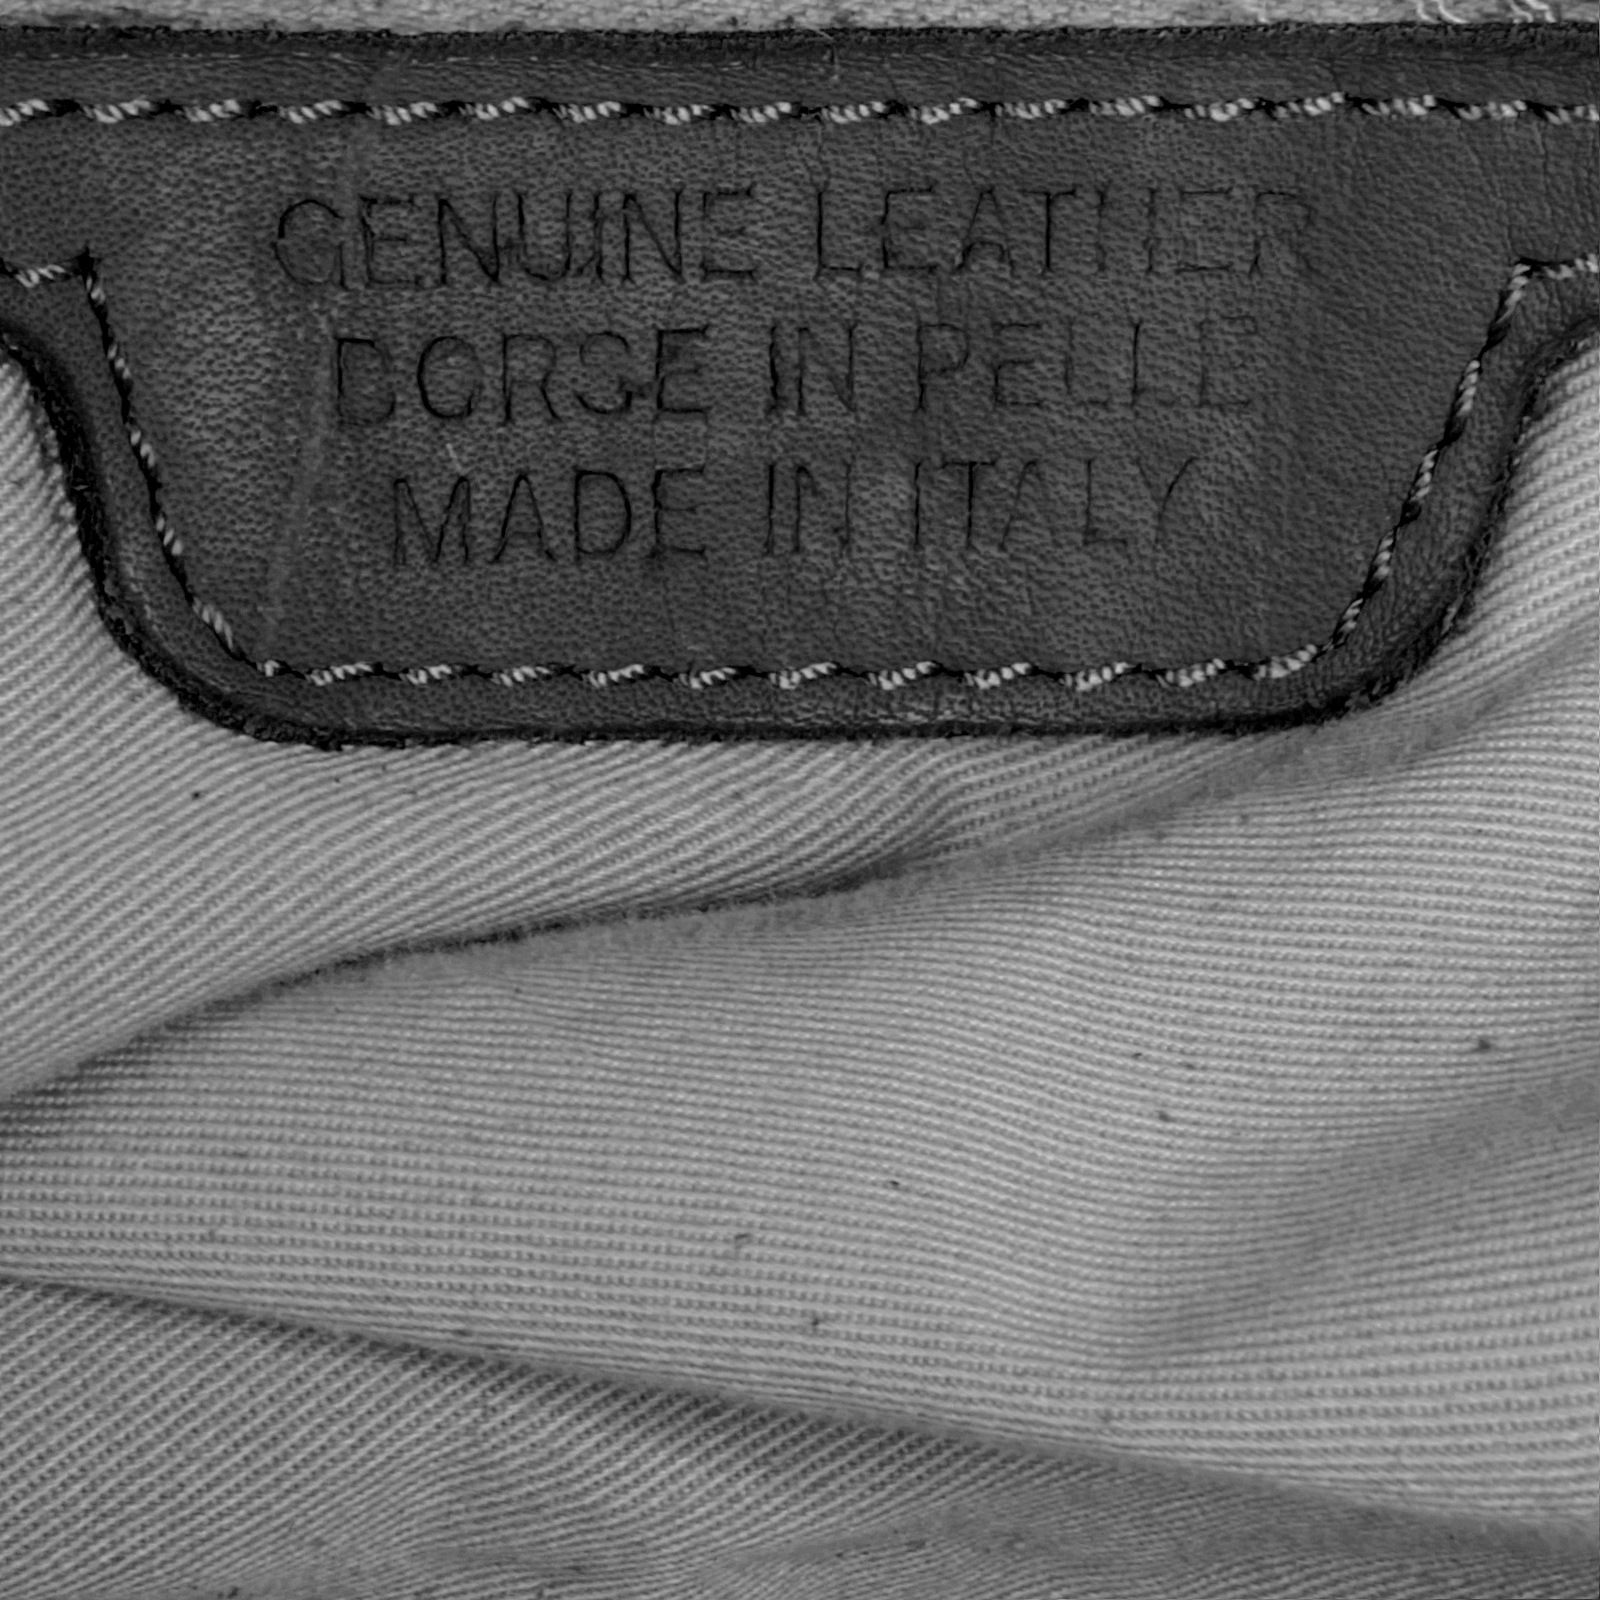 GENUINE LEATHER
BORSE IN PELLE
MADE IN ITALY